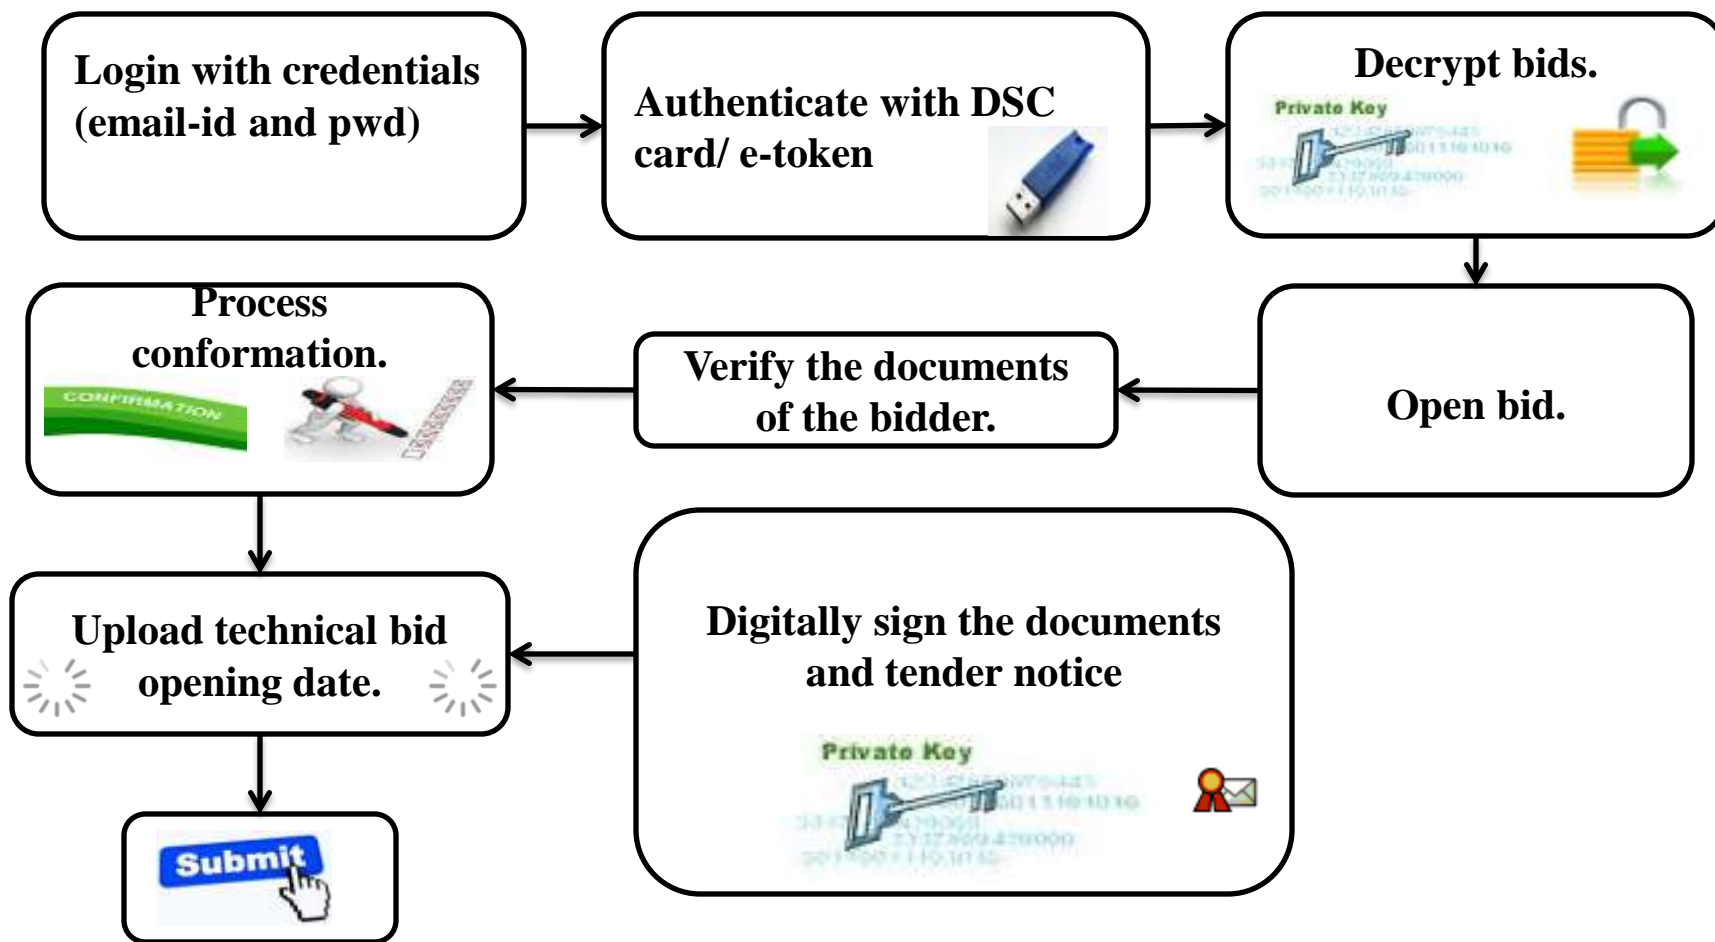 Login with credentials
(email-id and pwd)
Authenticate with DSC
card/ e-token
Decrypt bids.
Private Key
Process
conformation.
CONFIRMATION
Verify the documents
of the bidder.
Open bid.
Upload technical bid
opening date.
Digitally sign the documents
and tender notice
Private Key
Submit